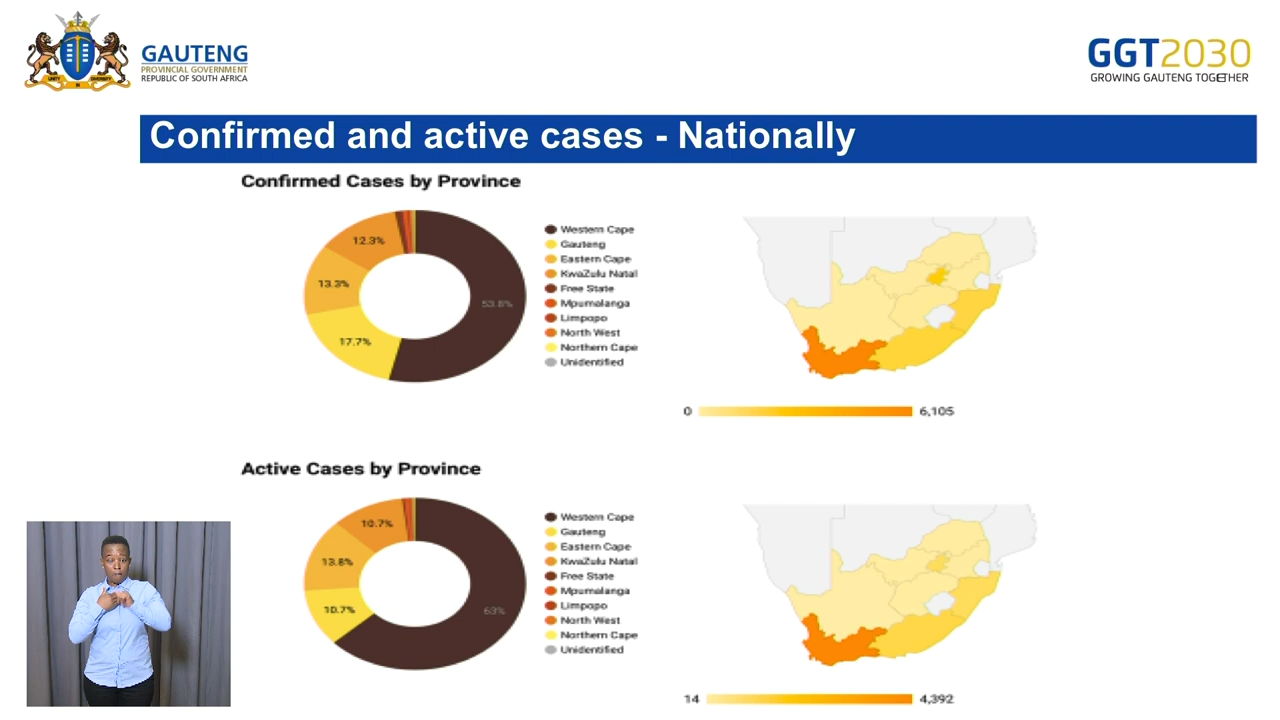 GAUTENG
PROVINCIAL GOVERNMENT
REPUBLIC OF SOUTH AFRICA
UNITY IN DIVERSITY
GGT2030
GROWING GAUTENG TOGETHER
Confirmed and active cases - Nationally
Confirmed Cases by Province
12.3%
13.3%
17.7%
53.8%
Western Cape
Gauteng
Eastern Cape
KwaZulu Natal
Free State
Mpumalanga
Limpopo
North West
Northern Cape
Unidentified
0
6,105
Active Cases by Province
10.7%
13.8%
10.7%
63%
Western Cape
Gauteng
Eastern Cape
KwaZulu Natal
Free State
Mpumalanga
Limpopo
North West
Northern Cape
Unidentified
14
4,392